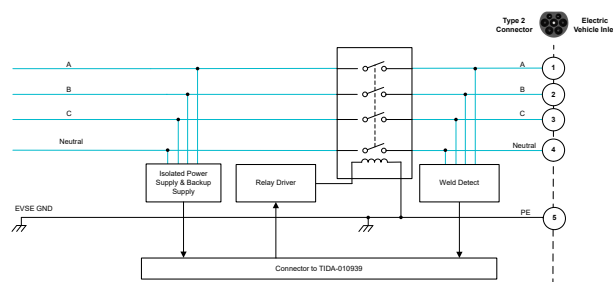 Type 2
Connector
Electric
Vehicle Inle
A
A
1
B
B
2
C
C
3
Neutral
Neutral
4
Isolated Power
Supply & Backup
Supply
Relay Driver
Weld Detect
EVSE GND
PE
5
Connector to TIDA-010939